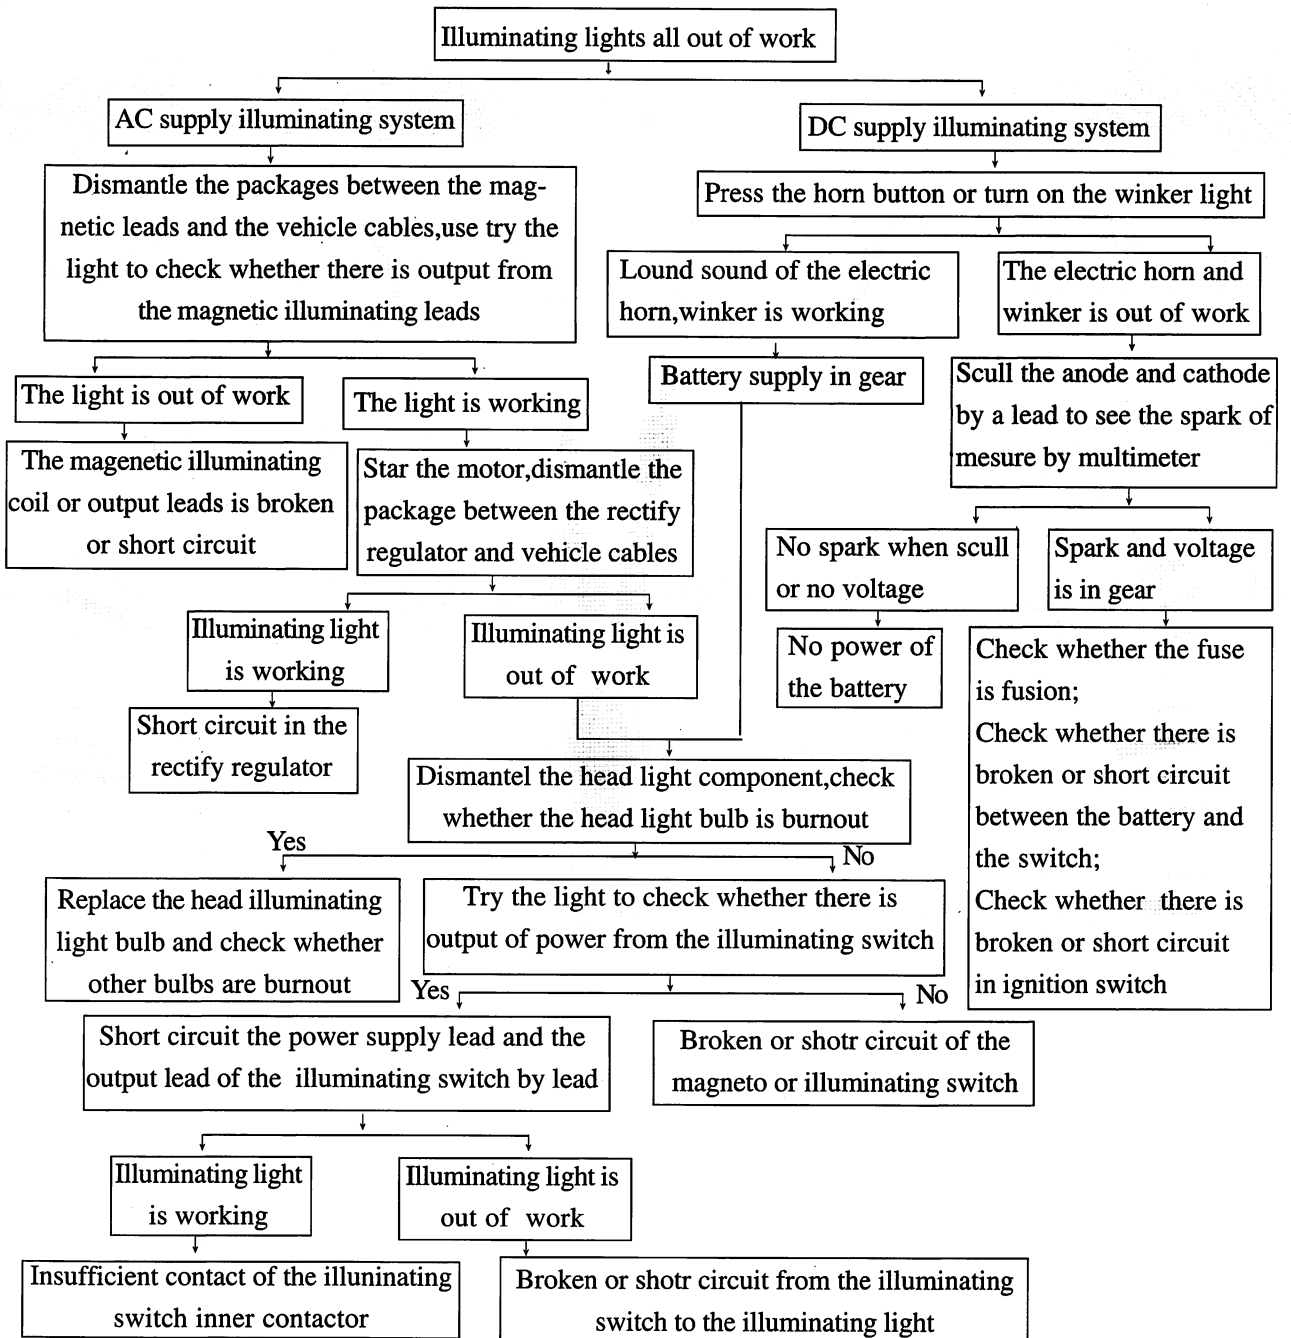 Illuminating lights all out of work
AC supply illuminating system
DC supply illuminating system
Dismantle the packages between the mag-
netic leads and the vehicle cables,use try the
light to check whether there is output from
the magnetic illuminating leads
Press the horn button or turn on the winker light
Lound sound of the electric
horn,winker is working
The electric horn and
winker is out of work
The light is out of work
The light is working
Battery supply in gear
Scull the anode and cathode
by a lead to see the spark of
mesure by multimeter
The magenetic illuminating
coil or output leads is broken
or short circuit
Star the motor,dismantle the
package between the rectify
regulator and vehicle cables
No spark when scull
or no voltage
Spark and voltage
is in gear
Illuminating light
is working
Illuminating light is
out of work
No power of
the battery
Check whether the fuse
is fusion;
Check whether there is
broken or short circuit
between the battery and
the switch;
Check whether there is
broken or short circuit
in ignition switch
Short circuit in the
rectify regulator
Dismantel the head light component,check
whether the head light bulb is burnout
Yes
No
Replace the head illuminating
light bulb and check whether
other bulbs are burnout
Try the light to check whether there is
output of power from the illuminating switch
Yes
No
Short circuit the power supply lead and the
output lead of the illuminating switch by lead
Broken or shotr circuit of the
magneto or illuminating switch
Illuminating light
is working
Illuminating light is
out of work
Insufficient contact of the illuninating
switch inner contactor
Broken or shotr circuit from the illuminating
switch to the illuminating light